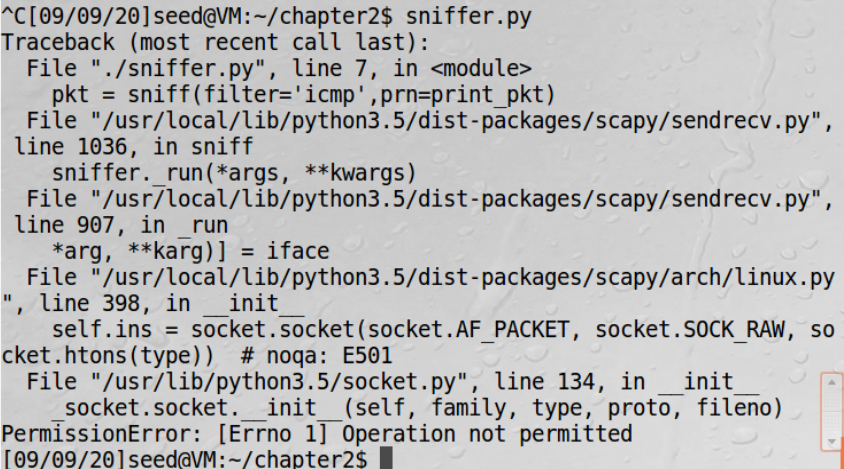 ^C[09/09/20]seed@VM:~/chapter2$ sniffer.py
Traceback (most recent call last):
  File "./sniffer.py", line 7, in <module>
    pkt = sniff(filter='icmp',prn=print_pkt)
  File "/usr/local/lib/python3.5/dist-packages/scapy/sendrecv.py",
 line 1036, in sniff
    sniffer._run(*args, **kwargs)
  File "/usr/local/lib/python3.5/dist-packages/scapy/sendrecv.py",
 line 907, in _run
    *arg, **karg)] = iface
  File "/usr/local/lib/python3.5/dist-packages/scapy/arch/linux.py
", line 398, in __init__
    self.ins = socket.socket(socket.AF_PACKET, socket.SOCK_RAW, so
cket.htons(type))  # noqa: E501
  File "/usr/lib/python3.5/socket.py", line 134, in __init__
    _socket.socket.__init__(self, family, type, proto, fileno)
PermissionError: [Errno 1] Operation not permitted
[09/09/20]seed@VM:~/chapter2$